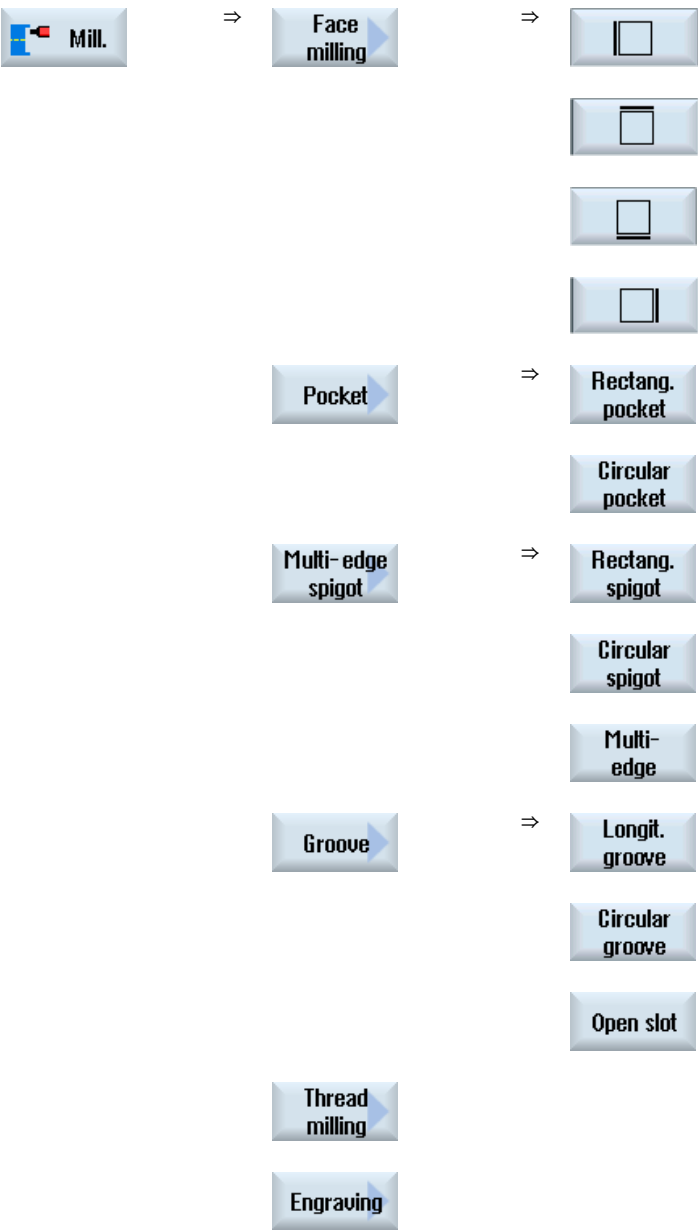 Mill.
⇒
Face
milling
⇒
Pocket
⇒
Rectang.
pocket
Circular
pocket
Multi-edge
spigot
⇒
Rectang.
spigot
Circular
spigot
Multi-
edge
Groove
⇒
Longit.
groove
Circular
groove
Open slot
Thread
milling
Engraving